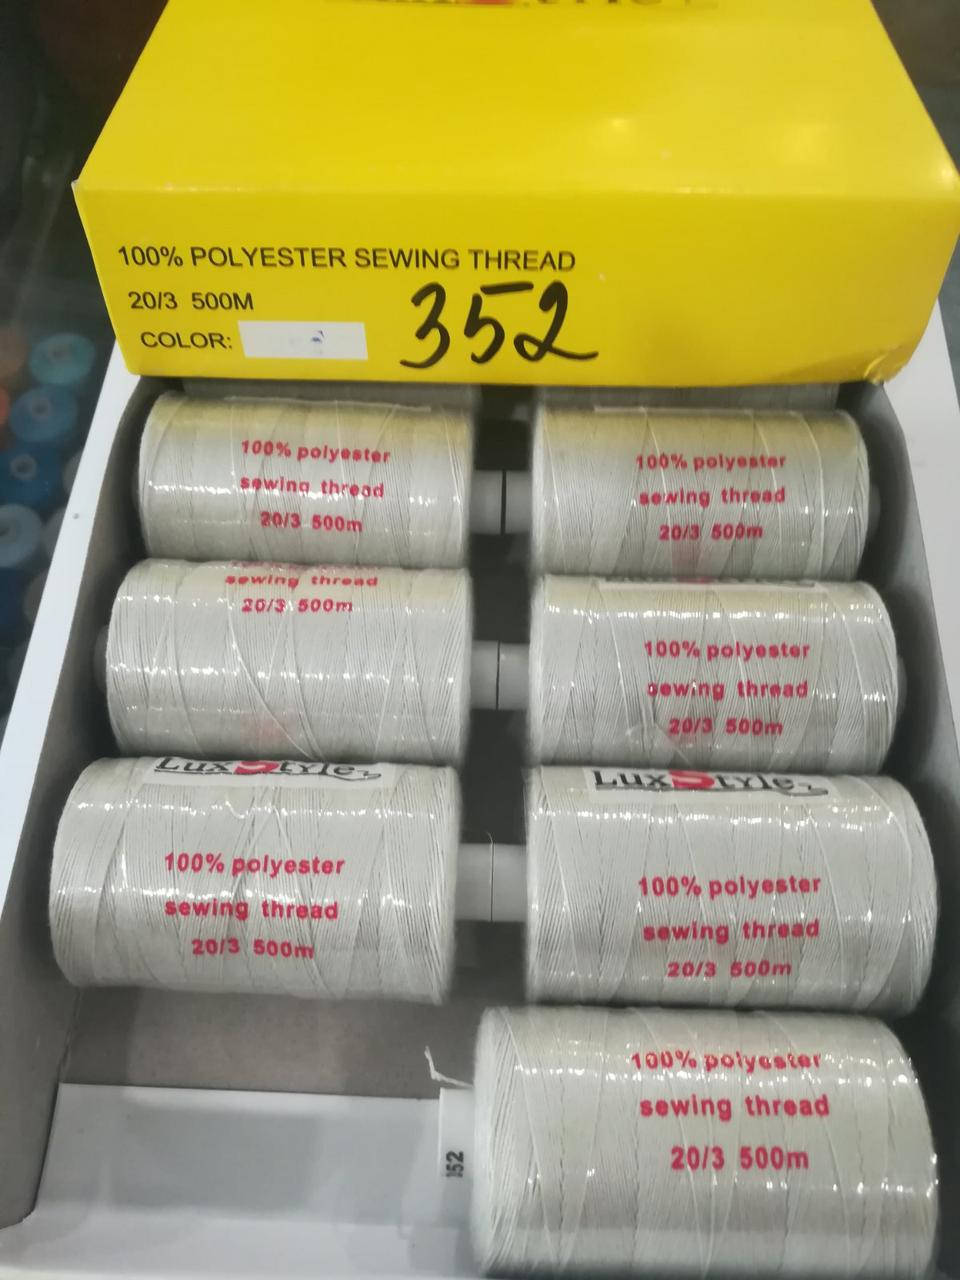 100% POLYESTER SEWING THREAD
20/3 500M
COLOR:
352
100% polyester
sewing thread
20/3 500m
100% polyester
sewing thread
20/3 500m
sewing thread
20/3 500m
100% polyester
sewing thread
20/3 500m
LuxStyle
100% polyester
sewing thread
20/3 500m
LuxStyle
100% polyester
sewing thread
20/3 500m
100% polyester
sewing thread
20/3 500m